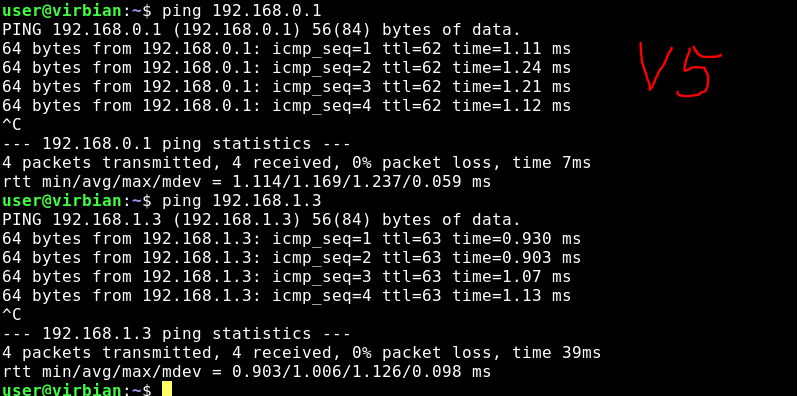 user@virbian:~$ ping 192.168.0.1
PING 192.168.0.1 (192.168.0.1) 56(84) bytes of data.
64 bytes from 192.168.0.1: icmp_seq=1 ttl=62 time=1.11 ms
64 bytes from 192.168.0.1: icmp_seq=2 ttl=62 time=1.24 ms
64 bytes from 192.168.0.1: icmp_seq=3 ttl=62 time=1.21 ms
64 bytes from 192.168.0.1: icmp_seq=4 ttl=62 time=1.12 ms
V5
^C
--- 192.168.0.1 ping statistics ---
4 packets transmitted, 4 received, 0% packet loss, time 7ms
rtt min/avg/max/mdev = 1.114/1.169/1.237/0.059 ms
user@virbian:~$ ping 192.168.1.3
PING 192.168.1.3 (192.168.1.3) 56(84) bytes of data.
64 bytes from 192.168.1.3: icmp_seq=1 ttl=63 time=0.930 ms
64 bytes from 192.168.1.3: icmp_seq=2 ttl=63 time=0.903 ms
64 bytes from 192.168.1.3: icmp_seq=3 ttl=63 time=1.07 ms
64 bytes from 192.168.1.3: icmp_seq=4 ttl=63 time=1.13 ms
^C
--- 192.168.1.3 ping statistics ---
4 packets transmitted, 4 received, 0% packet loss, time 39ms
rtt min/avg/max/mdev = 0.903/1.006/1.126/0.098 ms
user@virbian:~$